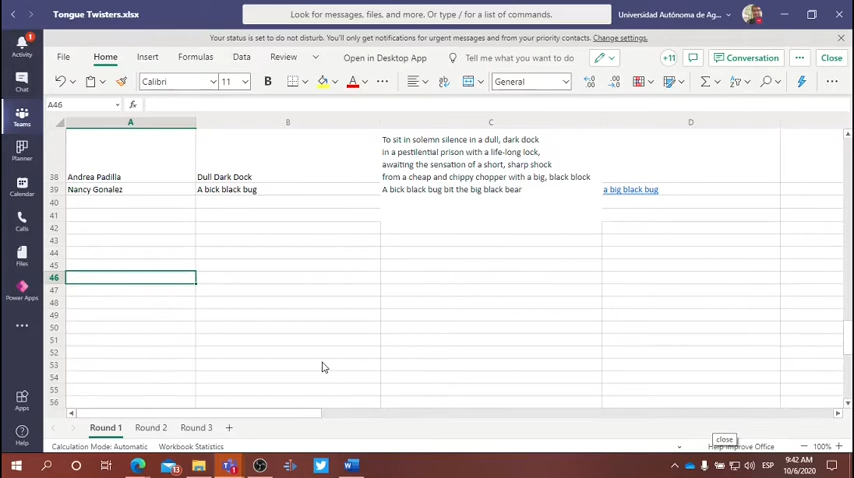 Tongue Twisters.xlsx
Look for messages, files, and more. Or type / for a list of commands.
Universidad Autónoma de Ag...
Your status is set to do not disturb. You'll only get notifications for urgent messages and from your priority contacts. Change settings.
File Home Insert Formulas Data Review > Open in Desktop App Tell me what you want +11 Conversation ... Close
Calibri 11 B A ... General
A46 fx
A B C D
To sit in solemn silence in a dull, dark dock
in a pestilential prison with a life-long lock,
awaiting the sensation of a short, sharp shock
38 Andrea Padilla Dull Dark Dock from a cheap and chippy chopper with a big, black block
39 Nancy Gonalez A bick black bug A bick black bug bit the big black bear a big black bug
40
41
42
43
44
45
46
47
48
49
50
51
52
53
54
55
56
Activity 1
Chat
Teams
Planner
Calendar
Calls
Files
Power Apps
...
Apps
Help
Round 1 Round 2 Round 3 +
close
Calculation Mode: Automatic Workbook Statistics Help Improve Office 100%
13 1 ESP 9:42 AM
10/6/2020